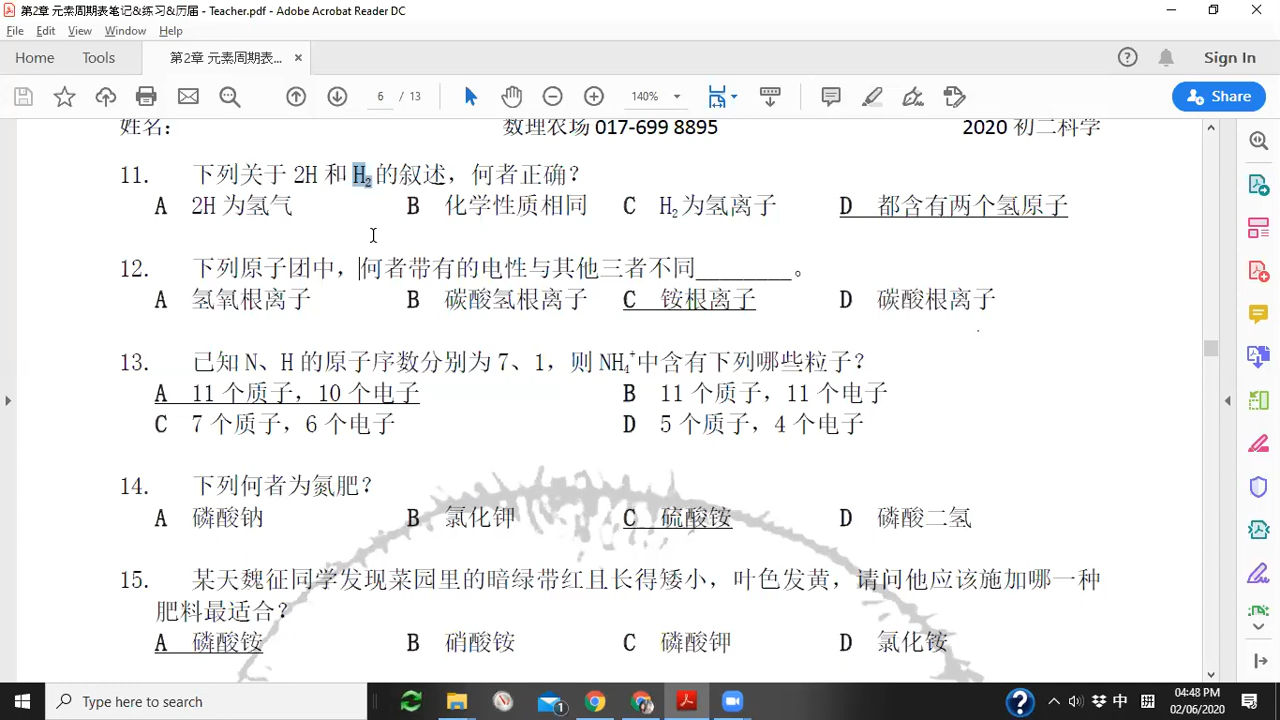 第2章 元素周期表笔记&练习&历届 - Teacher.pdf - Adobe Acrobat Reader DC
File Edit View Window Help
Home Tools 第2章 元素周期表... × Sign In
6 / 13 140% Share
姓名： 数理农场 017-699 8895 2020 初二科学
11. 下列关于 2H 和 H₂ 的叙述，何者正确？
A 2H 为氢气 B 化学性质相同 C H₂ 为氢离子 D 都含有两个氢原子
12. 下列原子团中，何者带有的电性与其他三者不同________。
A 氢氧根离子 B 碳酸氢根离子 C 铵根离子 D 碳酸根离子
13. 已知 N、H 的原子序数分别为 7、1，则 NH₄⁺中含有下列哪些粒子？
A 11 个质子，10 个电子 B 11 个质子，11 个电子
C 7 个质子，6 个电子 D 5 个质子，4 个电子
14. 下列何者为氮肥？
A 磷酸钠 B 氯化钾 C 硫酸铵 D 磷酸二氢
15. 某天魏征同学发现菜园里的暗绿带红且长得矮小，叶色发黄，请问他应该施加哪一种
肥料最适合？
A 磷酸铵 B 硝酸铵 C 磷酸钾 D 氯化铵
Type here to search 1 中 拼 04:48 PM
02/06/2020